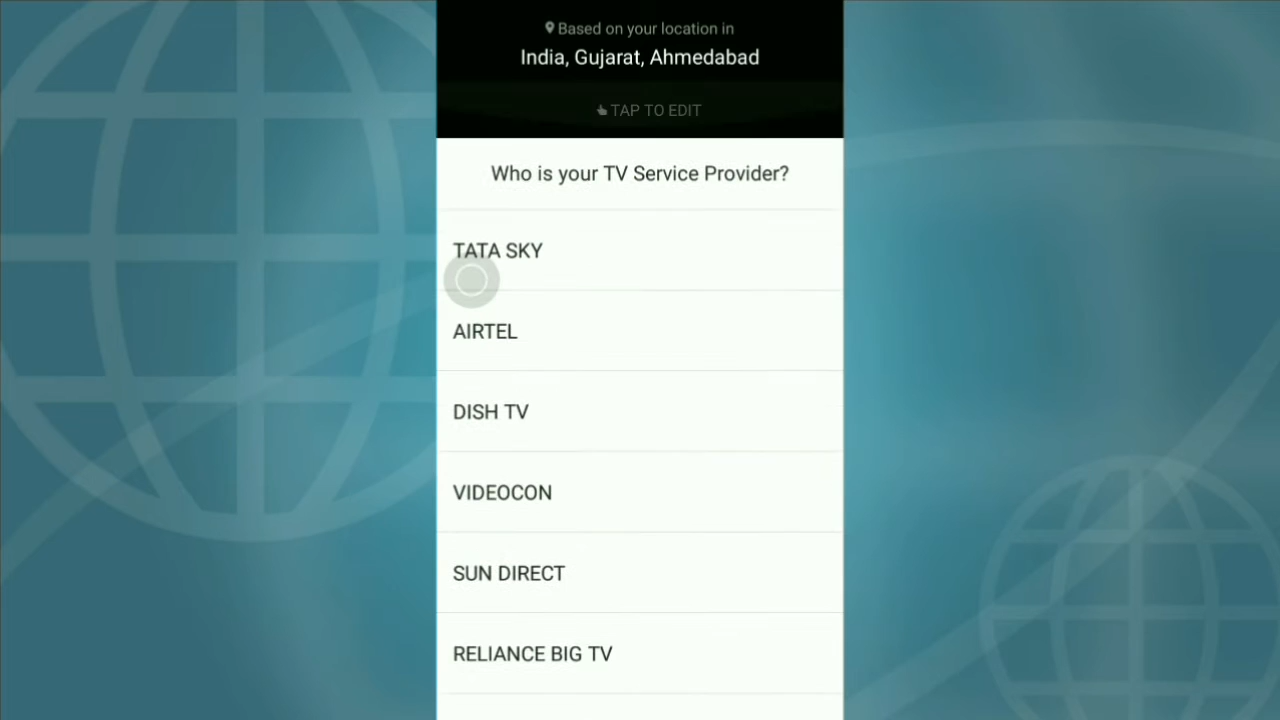 Based on your location in
India, Gujarat, Ahmedabad
TAP TO EDIT
Who is your TV Service Provider?
TATA SKY
AIRTEL
DISH TV
VIDEOCON
SUN DIRECT
RELIANCE BIG TV